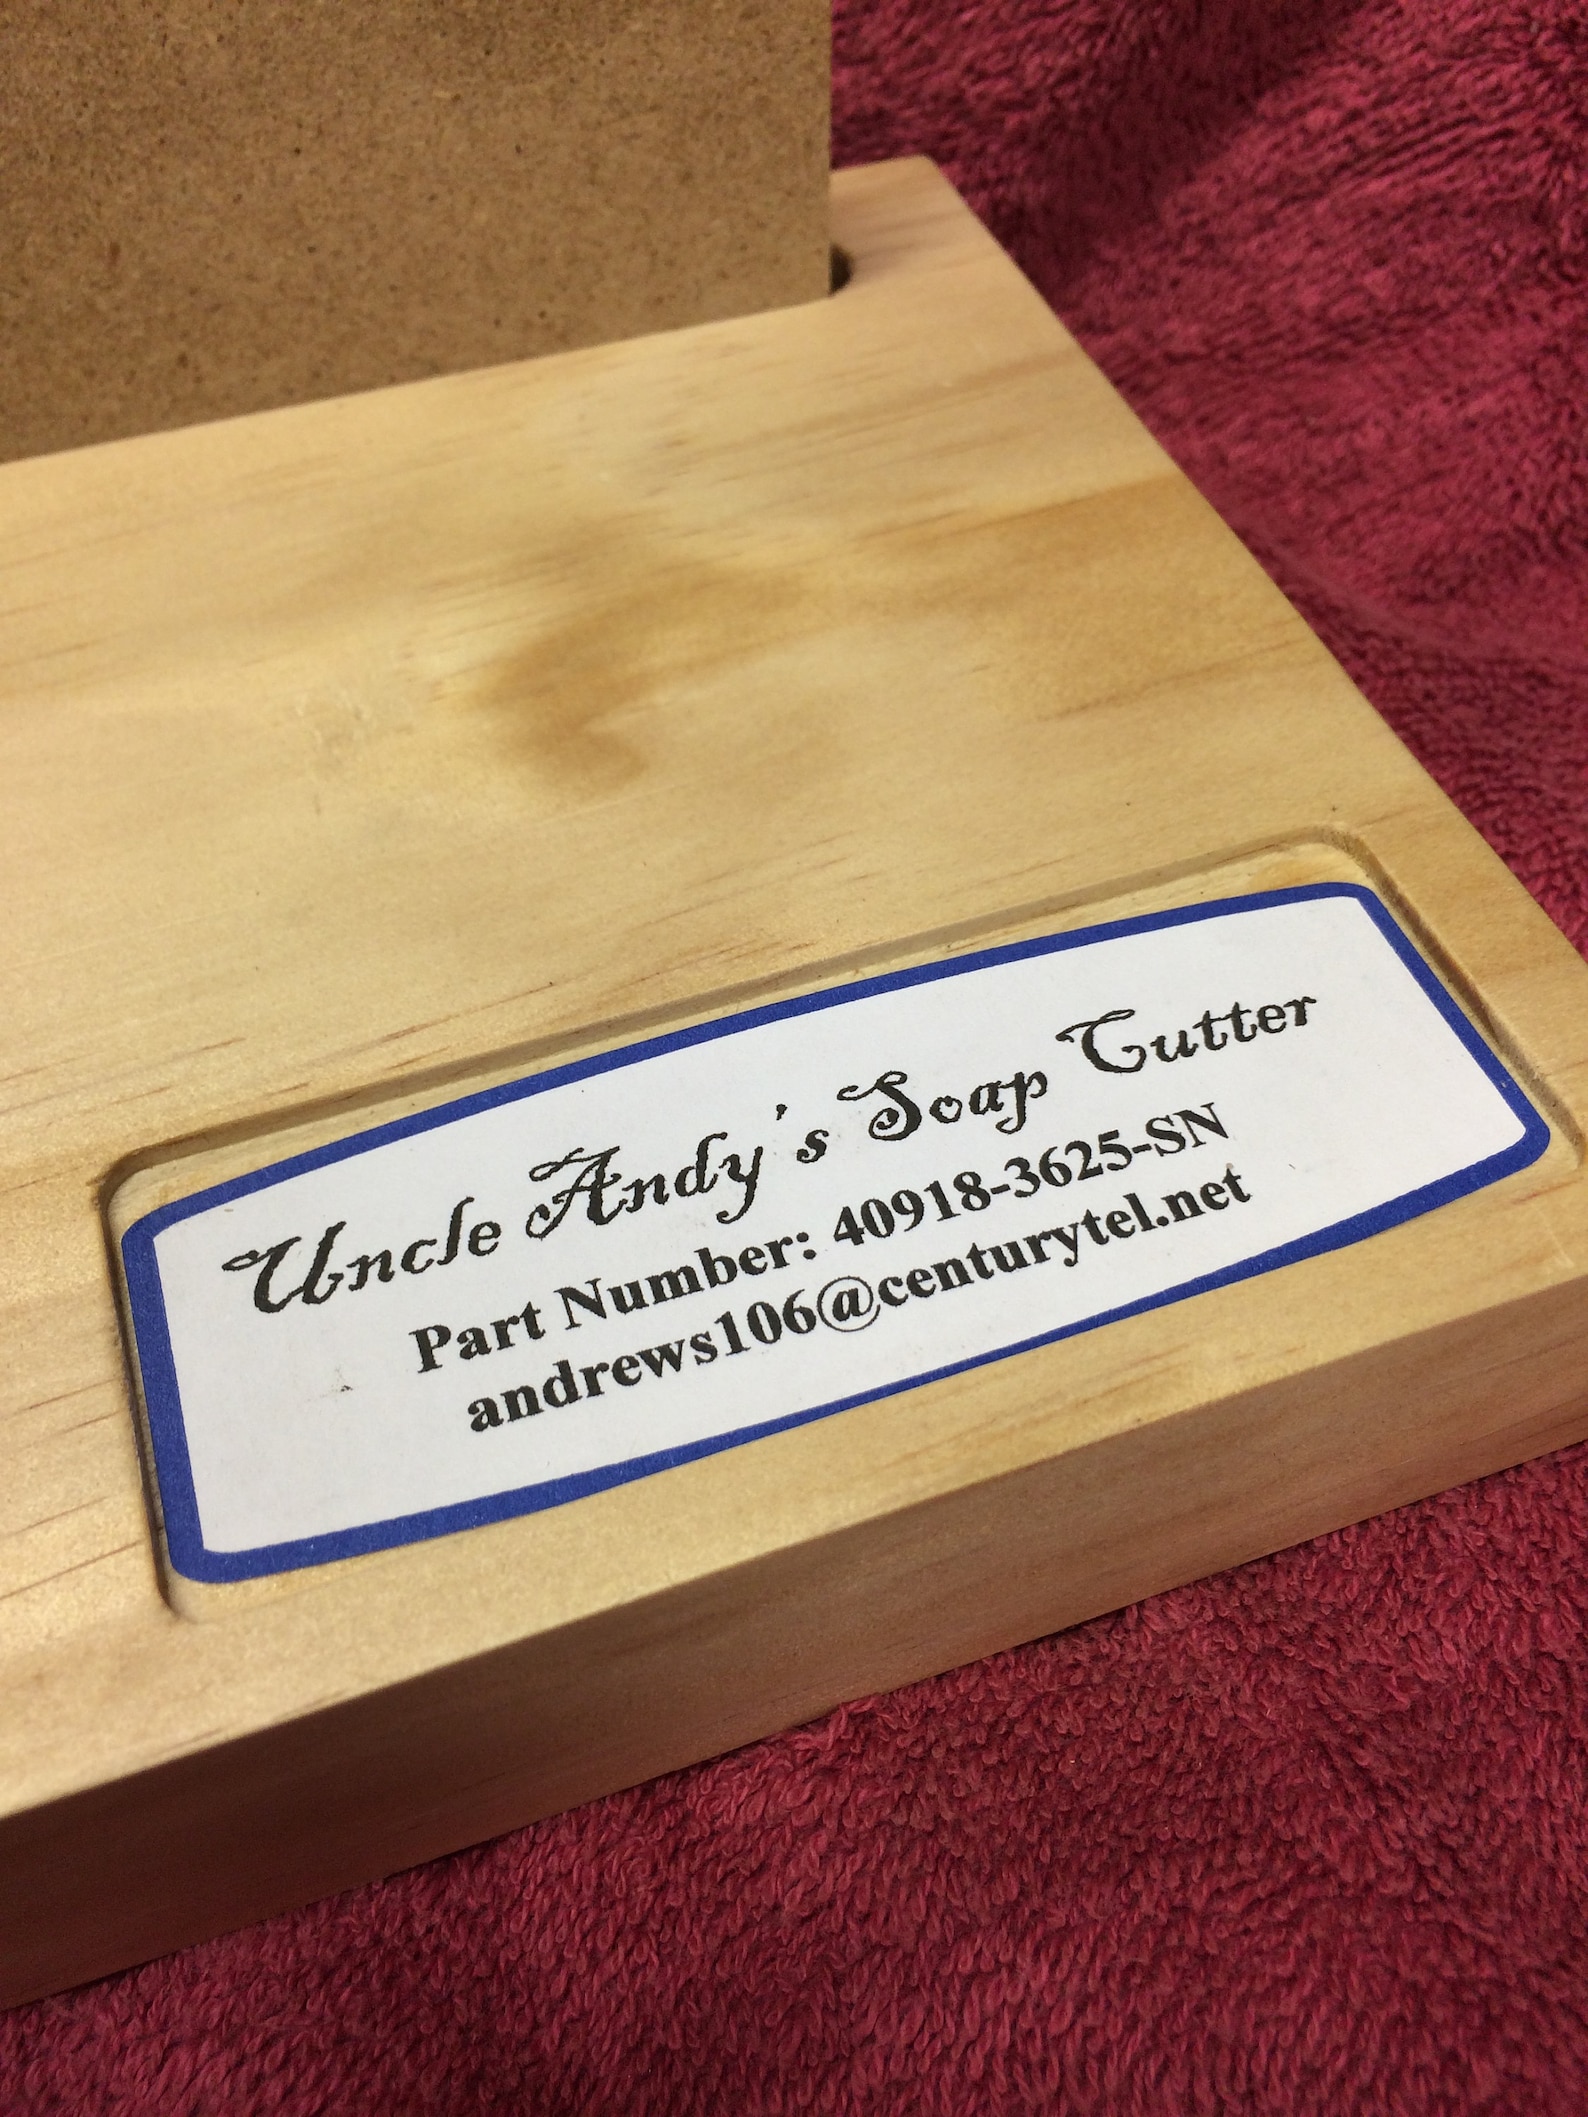 Uncle Andy's Soap Cutter
Part Number: 40918-3625-SN
andrews106@centurytel.net